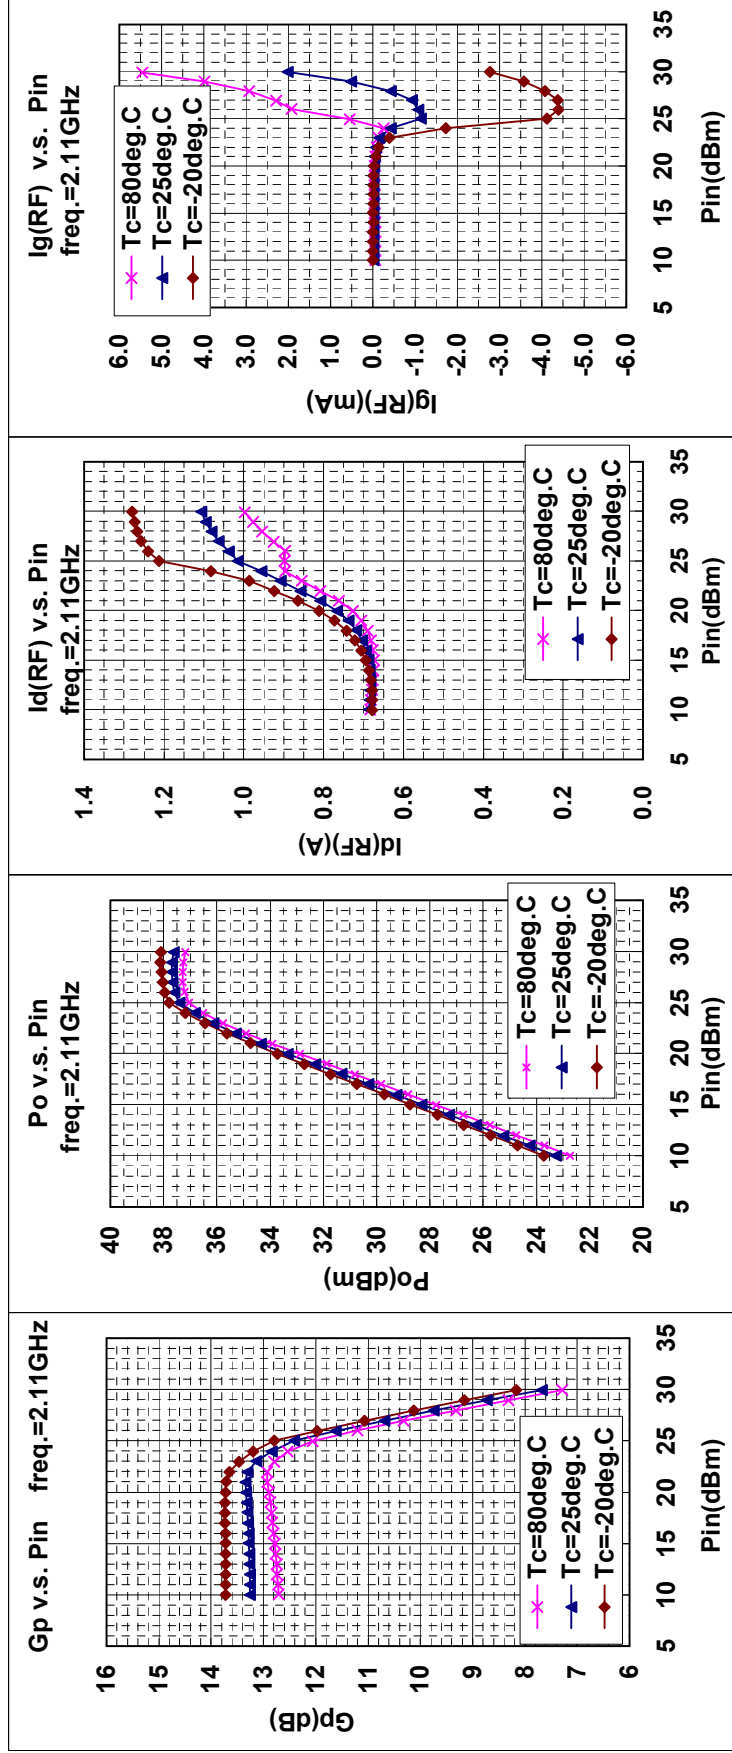 Gp v.s. Pin freq.=2.11GHz
16
15
14
13
12
11
10
9
8
7
6
Gp(dB)
5 10 15 20 25 30 35
Pin(dBm)
Tc=80deg.C
Tc=25deg.C
Tc=-20deg.C
Po v.s. Pin
freq.=2.11GHz
40
38
36
34
32
30
28
26
24
22
20
Po(dBm)
5 10 15 20 25 30 35
Pin(dBm)
Tc=80deg.C
Tc=25deg.C
Tc=-20deg.C
Id(RF) v.s. Pin
freq.=2.11GHz
1.4
1.2
1.0
0.8
0.6
0.4
0.2
0.0
Id(RF)(A)
5 10 15 20 25 30 35
Pin(dBm)
Tc=80deg.C
Tc=25deg.C
Tc=-20deg.C
Ig(RF) v.s. Pin
freq.=2.11GHz
6.0
5.0
4.0
3.0
2.0
1.0
0.0
-1.0
-2.0
-3.0
-4.0
-5.0
-6.0
Ig(RF)(mA)
5 10 15 20 25 30 35
Pin(dBm)
Tc=80deg.C
Tc=25deg.C
Tc=-20deg.C